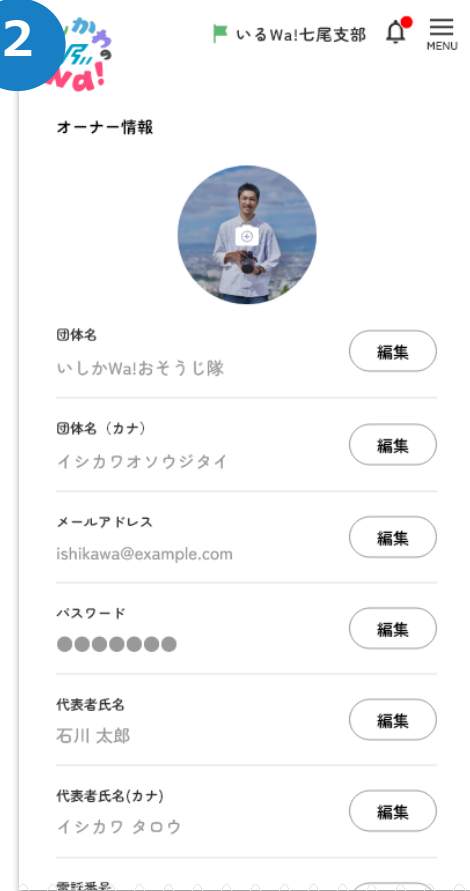 2
いるWa!七尾支部
MENU
オーナー情報
団体名
いしかWa!おそうじ隊
編集
団体名（カナ）
イシカワオソウジタイ
編集
メールアドレス
ishikawa@example.com
編集
パスワード
●●●●●●●
編集
代表者氏名
石川 太郎
編集
代表者氏名(カナ)
イシカワ タロウ
編集
電話番号